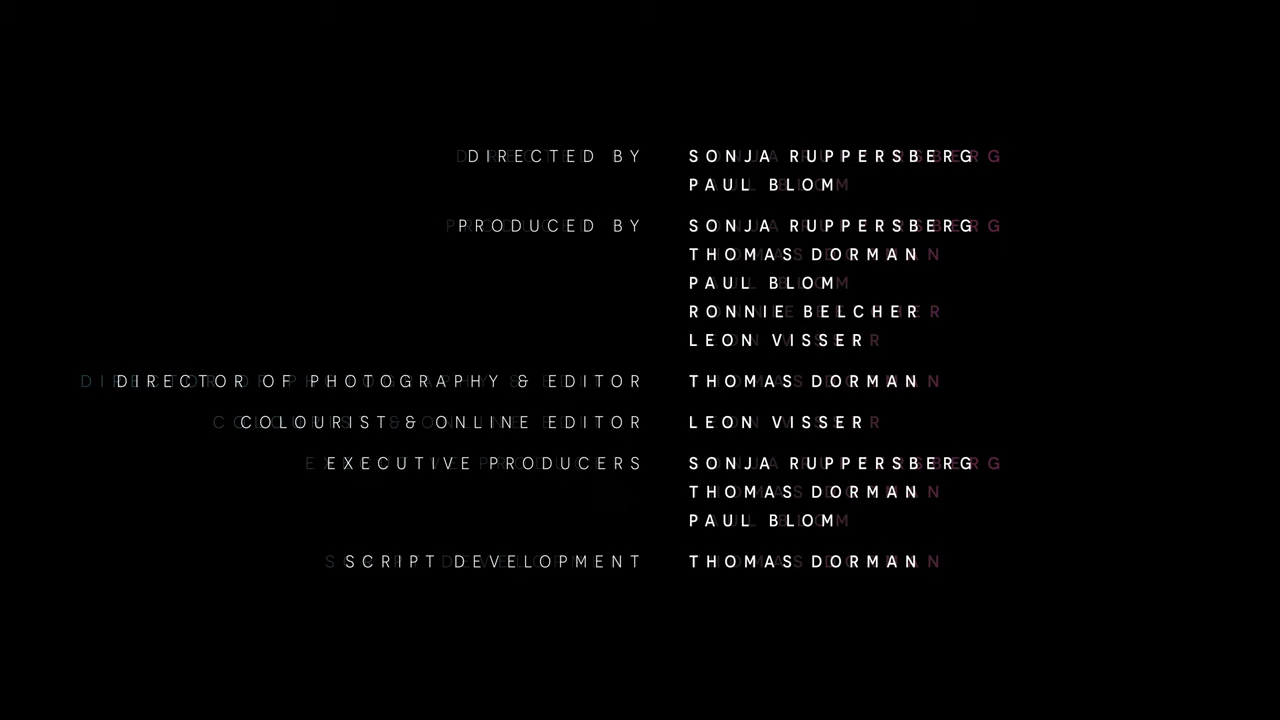 DIRECTED BY SONJA RUPPERSBERG
PAUL BLOM
PRODUCED BY SONJA RUPPERSBERG
THOMAS DORMAN
PAUL BLOM
RONNIE BELCHER
LEON VISSER
DIRECTOR OF PHOTOGRAPHY & EDITOR THOMAS DORMAN
COLOURIST & ONLINE EDITOR LEON VISSER
EXECUTIVE PRODUCERS SONJA RUPPERSBERG
THOMAS DORMAN
PAUL BLOM
SCRIPT DEVELOPMENT THOMAS DORMAN